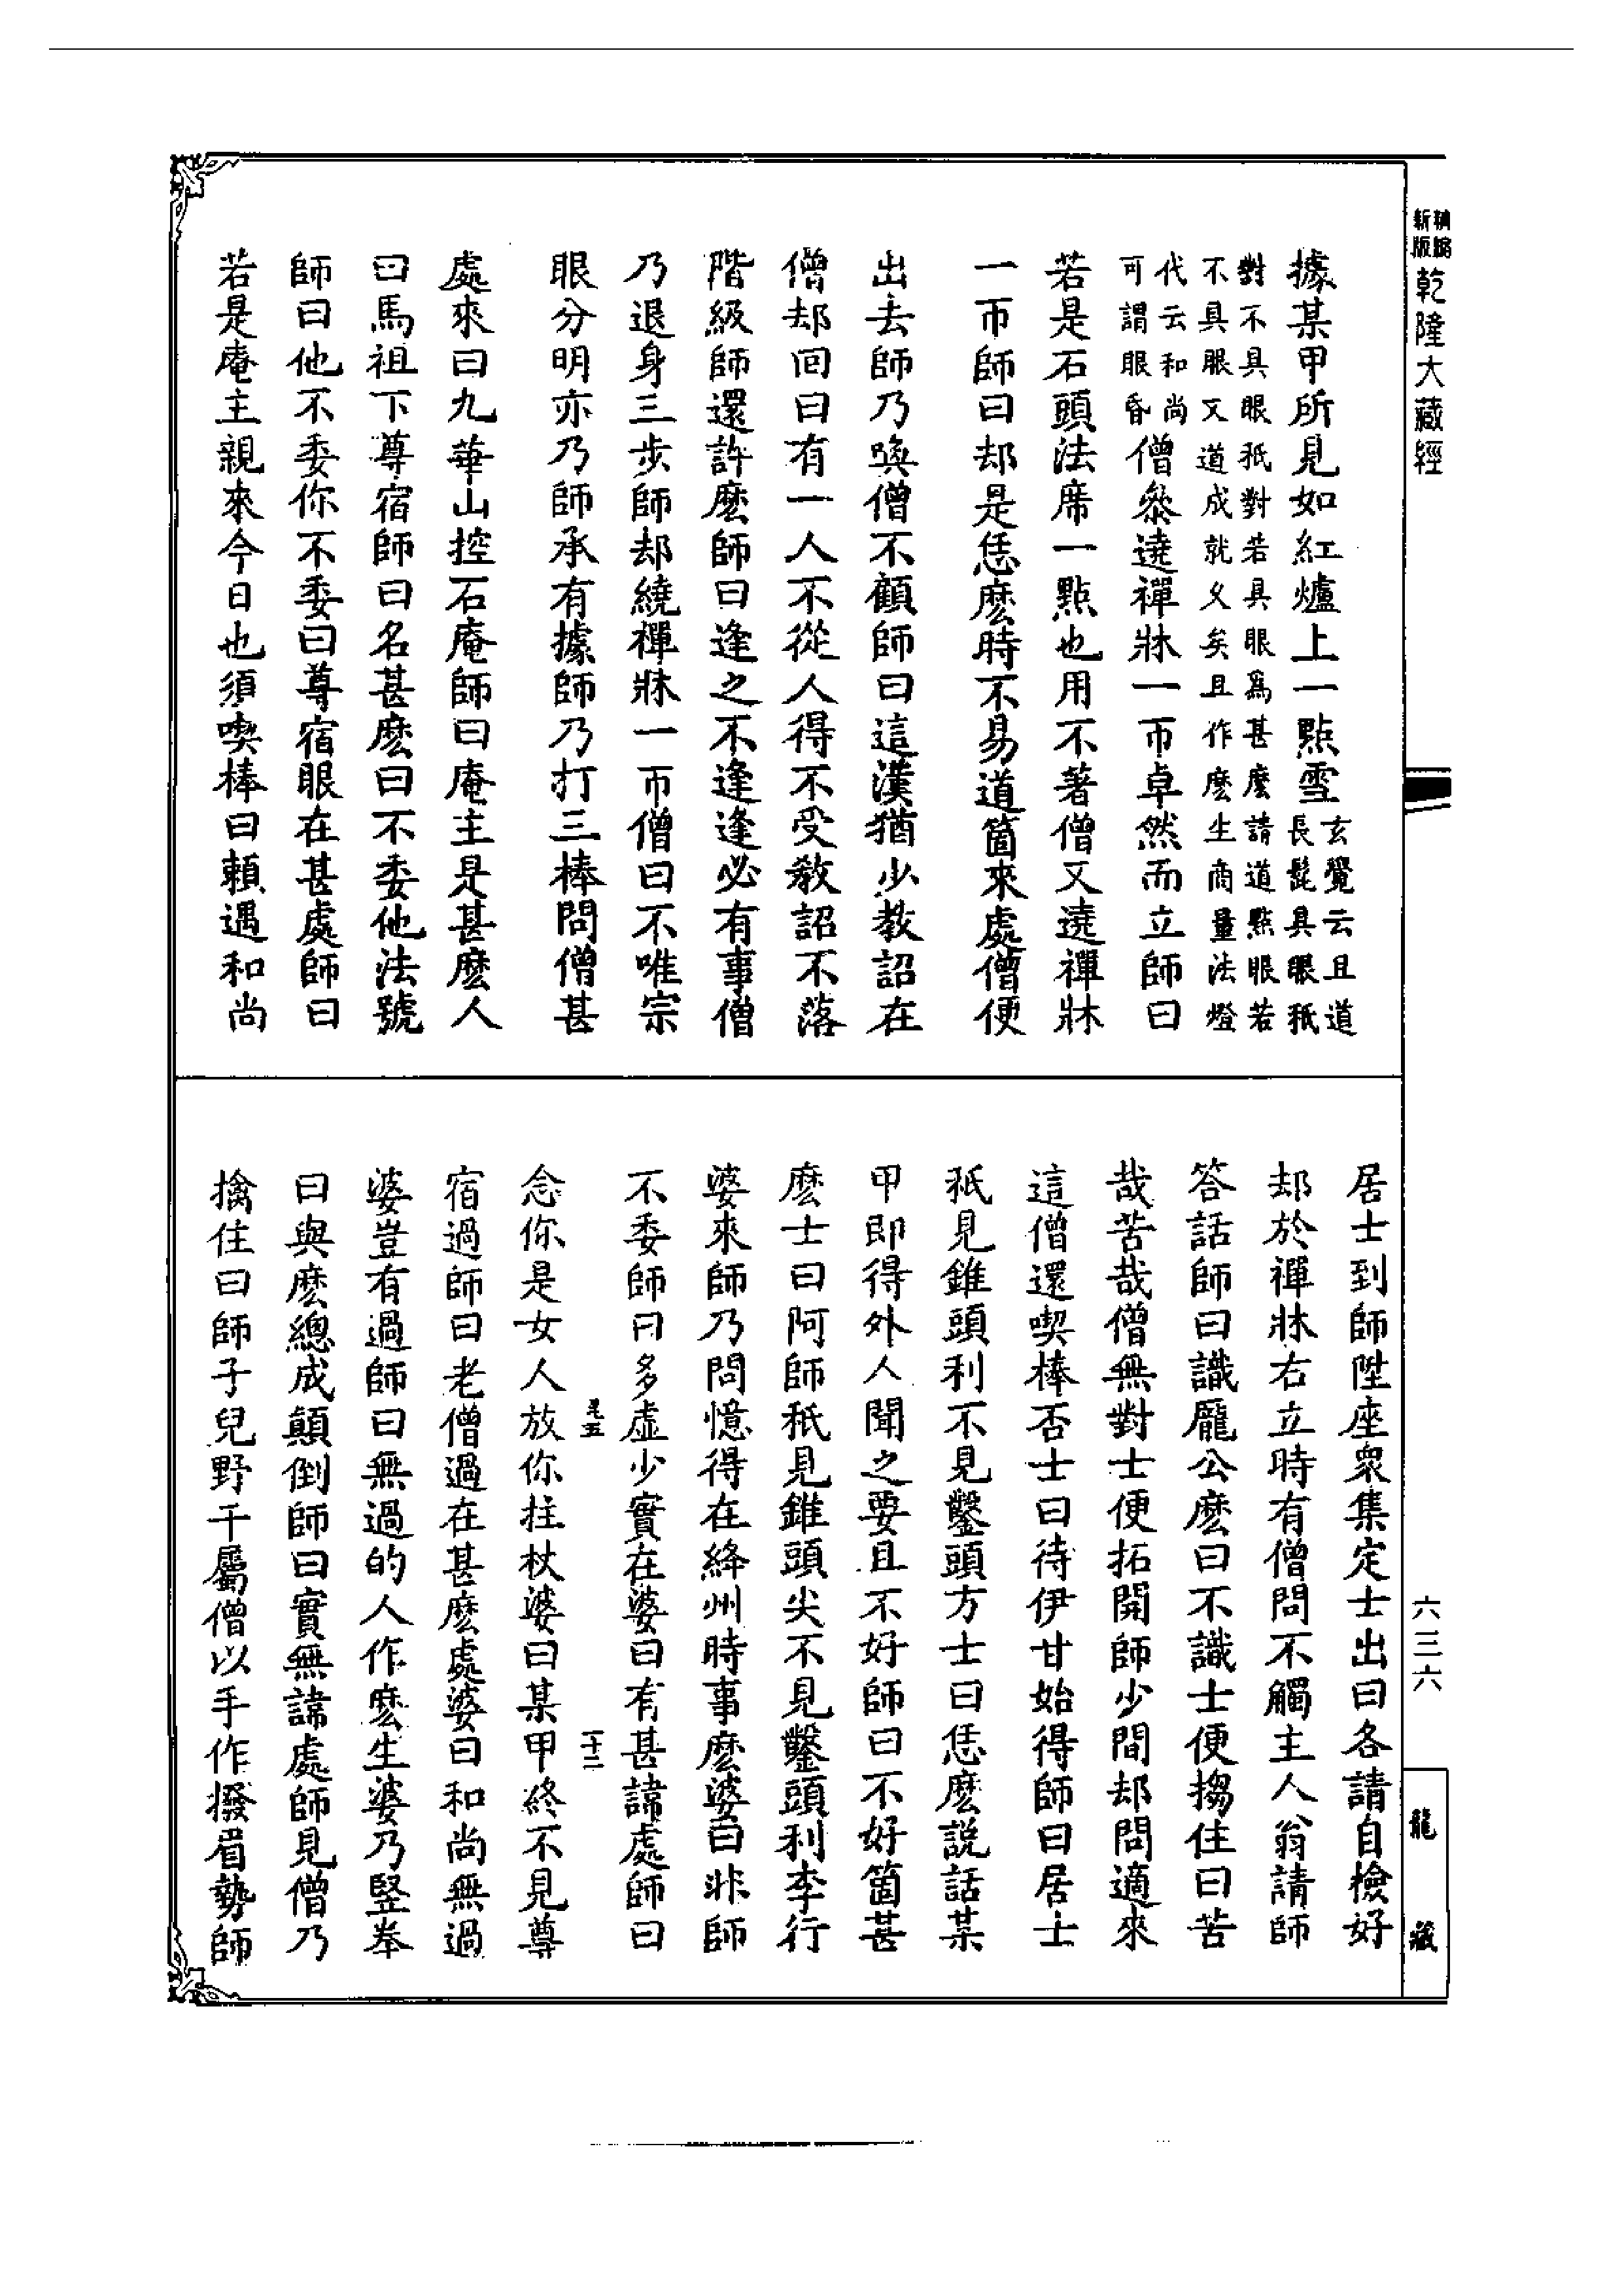 精縮
新版
乾隆大藏經
據某甲所見如紅爐上一點雪玄覺云且道長髭具眼秖
對不具眼秖對若具眼爲甚麽請道點眼若
不具眼又道成就乆矣且作麽生商量法燈
代云和尚可謂眼昏僧叅遶禪牀一帀卓然而立師曰
若是石頭法席一點也用不著僧又遶禪牀
一帀師曰却是恁麽時不易道箇來處僧便
出去師乃喚僧不顧師曰這漢猶少教詔在
僧却回曰有一人不從人得不受教詔不落
階級師還許麽師曰逢之不逢逢必有事僧
乃退身三步師却繞禪牀一帀僧曰不唯宗
眼分明亦乃師承有據師乃打三棒問僧甚
處來曰九華山控石庵師曰庵主是甚麽人
曰馬祖下尊宿師曰名甚麽曰不委他法號
師曰他不委你不委曰尊宿眼在甚處師曰
若是庵主親來今日也須喫棒曰賴遇和尚
六三六
龍藏
居士到師陞座衆集定士出曰各請自撿好
却於禪牀右立時有僧問不觸主人翁請師
答話師曰識龐公麽曰不識士便搊住曰苦
哉苦哉僧無對士便拓開師少間却問適來
這僧還喫棒否士曰待伊甘始得師曰居士
秖見錐頭利不見鑿頭方士曰恁麽説話某
甲即得外人聞之要且不好師曰不好箇甚
麽士曰阿師秖見錐頭尖不見鑿頭利李行
婆來師乃問憶得在絳州時事麽婆曰非師
不委師曰多虛少實在婆曰有甚諱處師曰
念你是女人放你拄杖婆曰某甲終不見尊
宿過師曰老僧過在甚麽處婆曰和尚無過
婆豈有過師曰無過的人作麽生婆乃竪拳
曰與麽總成顛倒師曰實無諱處師見僧乃
擒住曰師子兒野干屬僧以手作撥眉勢師